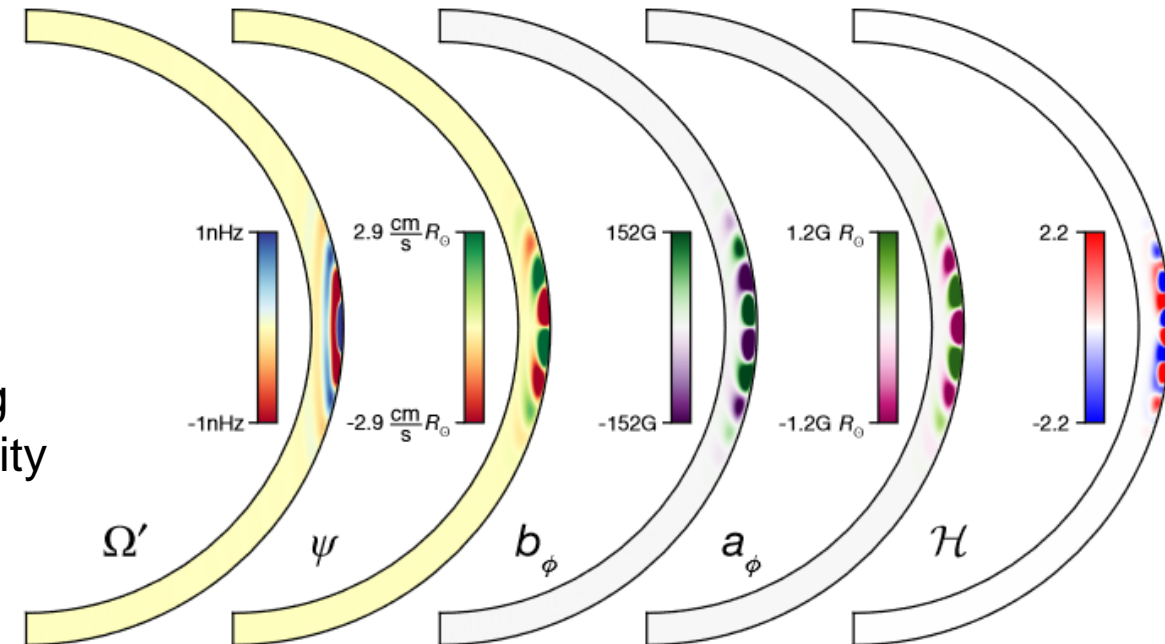 1nHz
-1nHz
Ω′
2.9 cm/s R☉
-2.9 cm/s R☉
ψ
152G
-152G
b_ϕ
1.2G R☉
-1.2G R☉
a_ϕ
2.2
-2.2
ℋ
g
ity